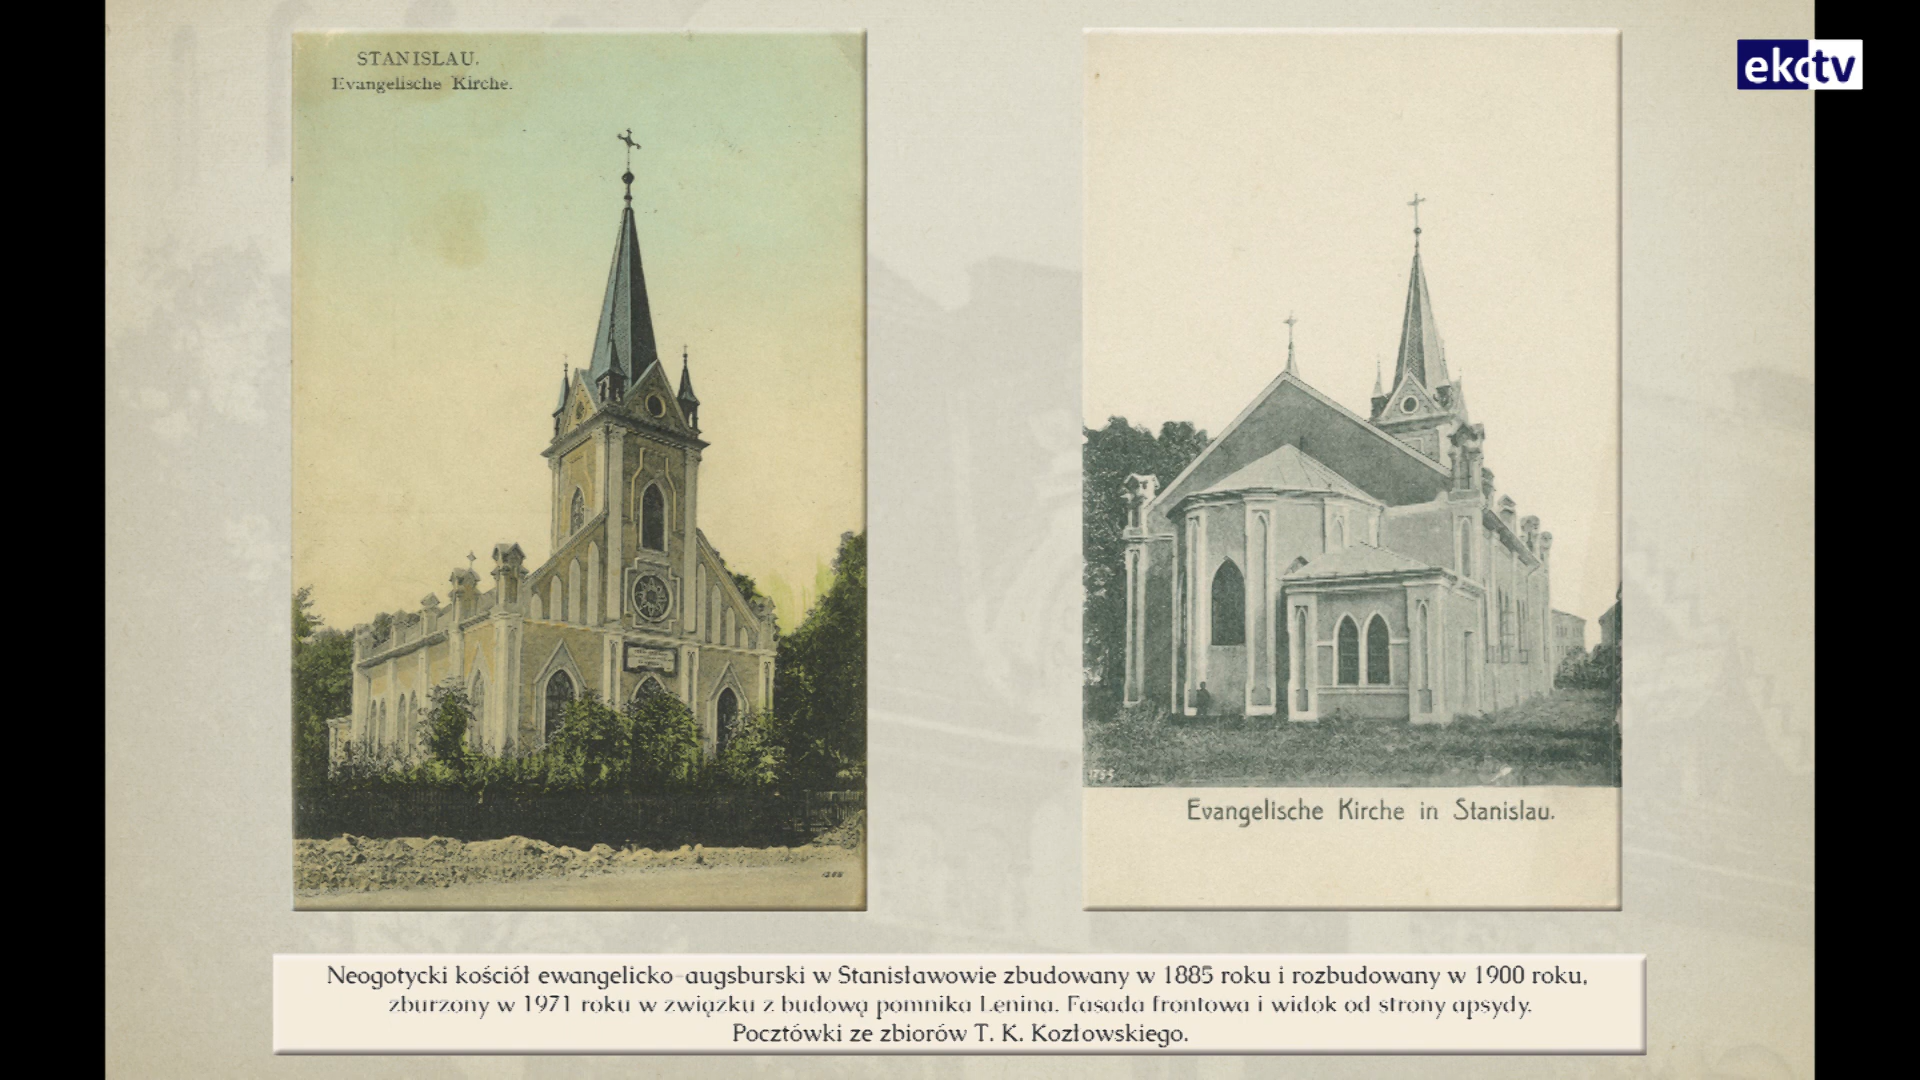 STANISLAU.
Evangelische Kirche.
ekotv
1755
Evangelische Kirche in Stanislau.
Neogotycki kościół ewangelicko-augsburski w Stanisławowie zbudowany w 1885 roku i rozbudowany w 1900 roku,
zburzony w 1971 roku w związku z budową pomnika Lenina. Fasada frontowa i widok od strony apsydy.
Pocztówki ze zbiorów T. K. Kozłowskiego.